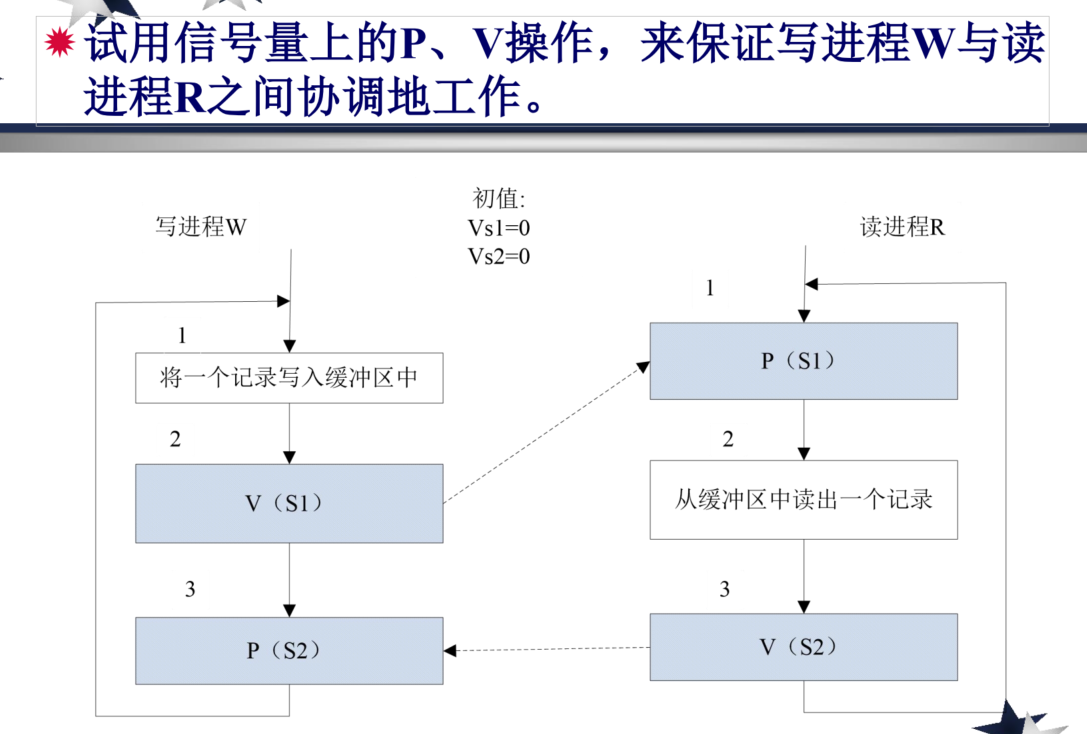 试用信号量上的P、V操作，来保证写进程W与读
进程R之间协调地工作。
初值:
Vs1=0
Vs2=0
写进程W
1
将一个记录写入缓冲区中
2
V（S1）
3
P（S2）
读进程R
1
P（S1）
2
从缓冲区中读出一个记录
3
V（S2）